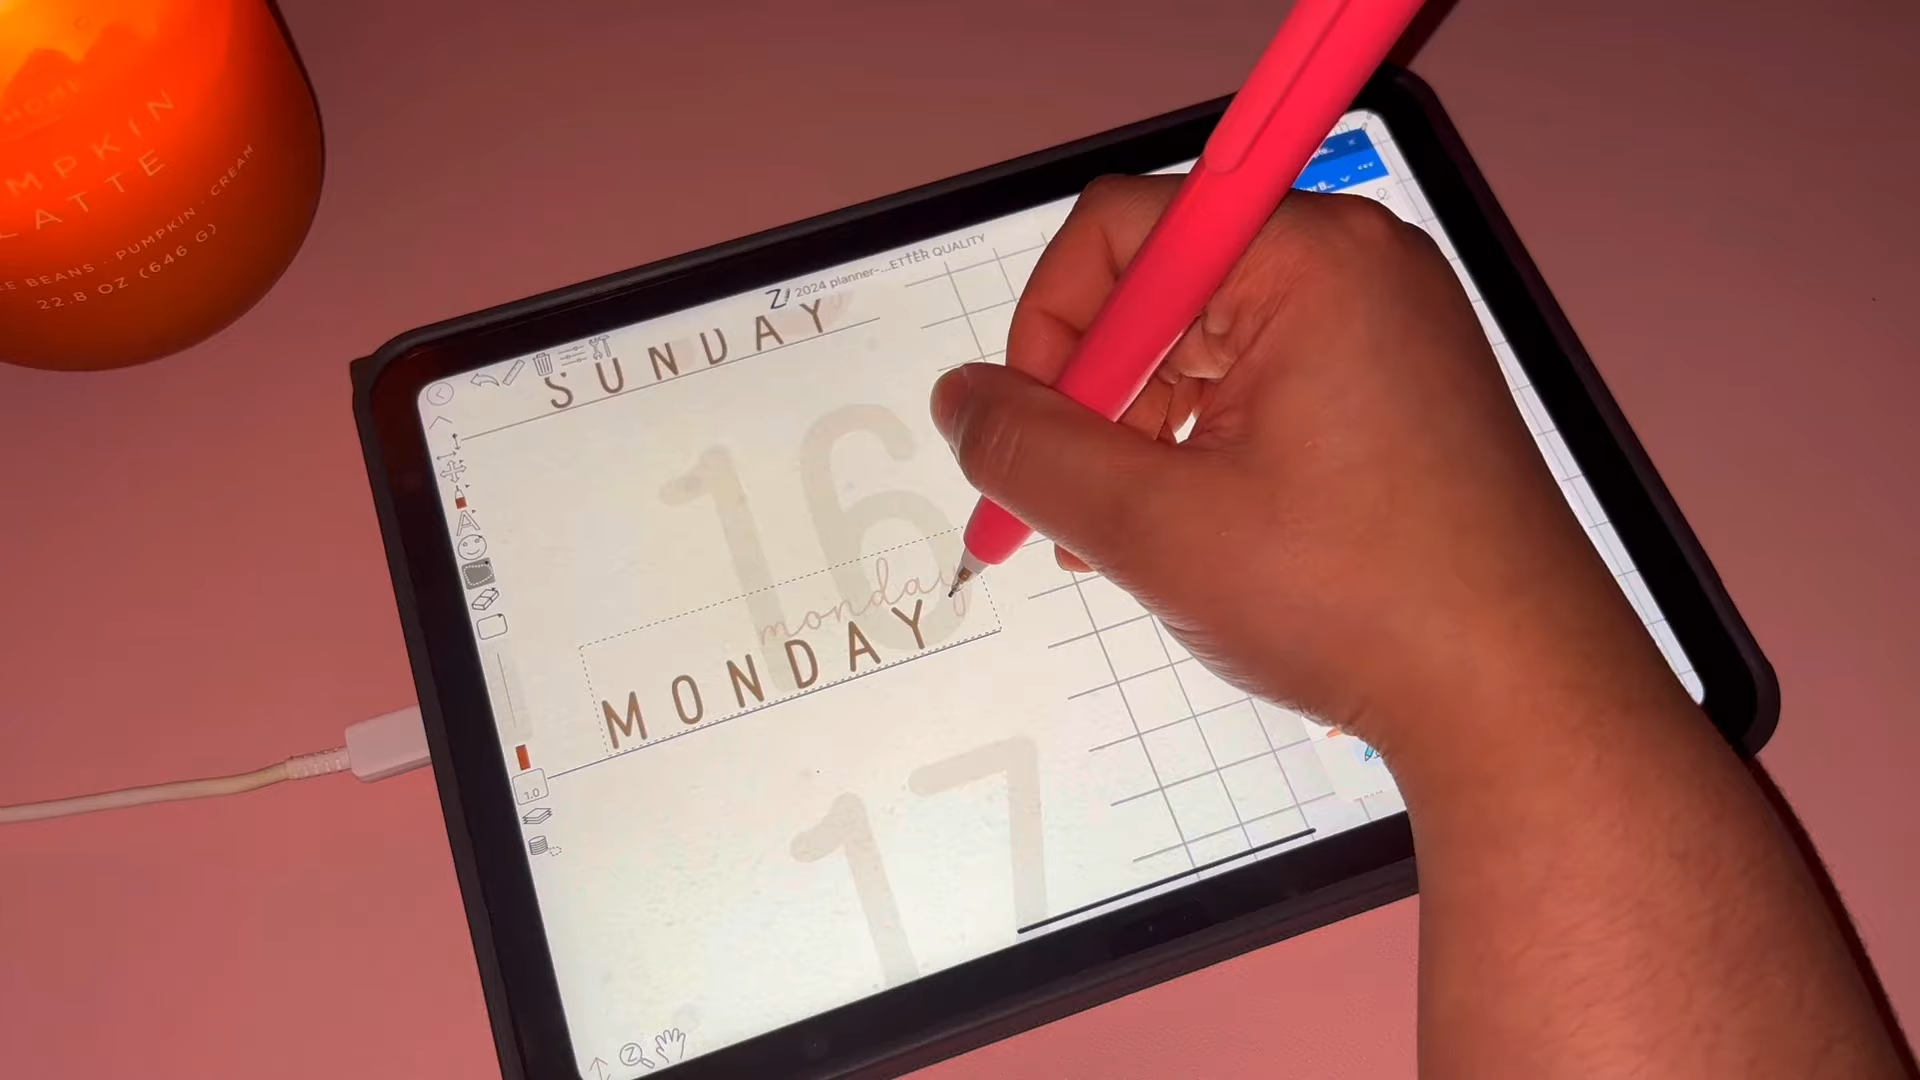 HOME
MPKIN
LATTE
BEANS · PUMPKIN · CREAM
22.8 OZ (646 G)
2024 planner-...ETTER QUALITY
SUNDAY
16
monday
MONDAY
17
1.0